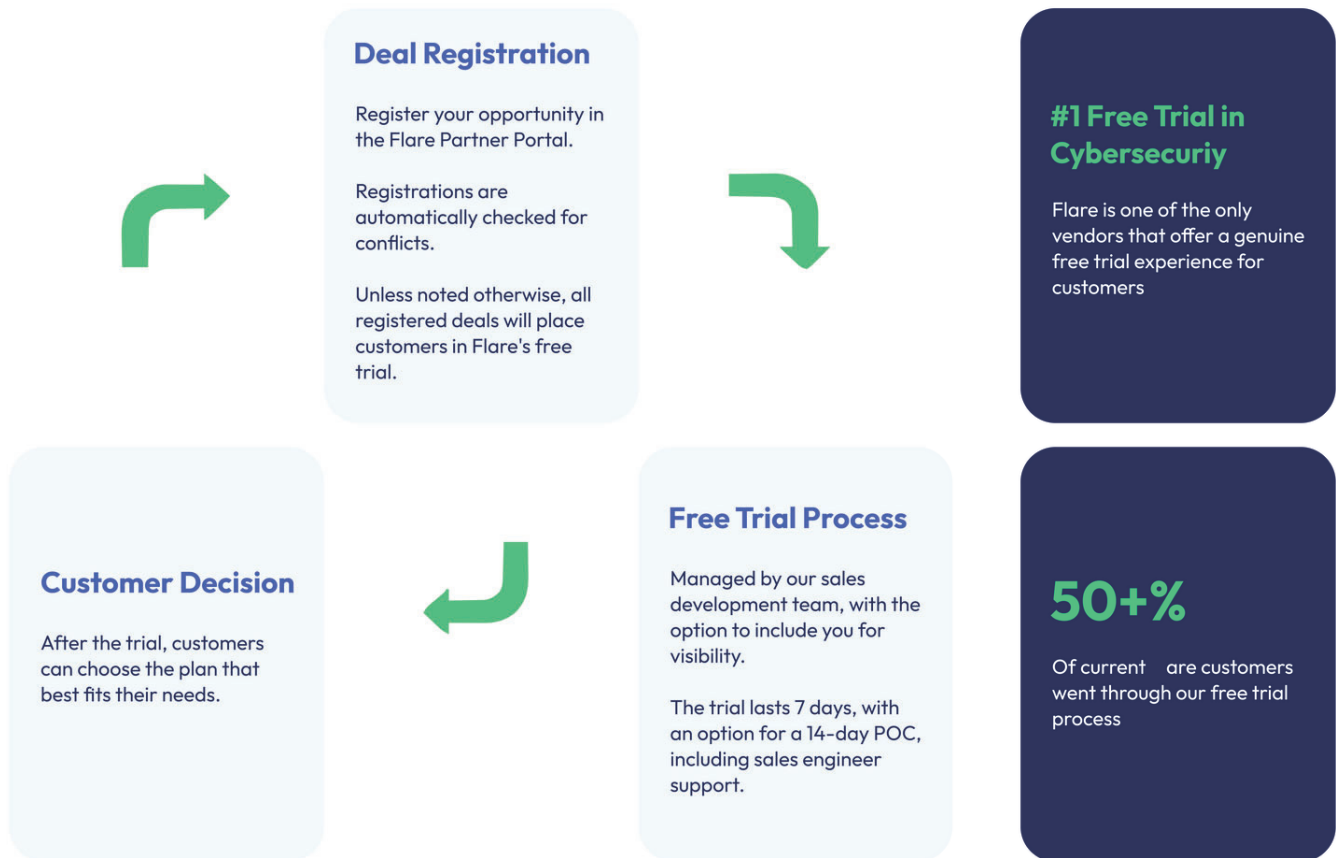 Deal Registration
Register your opportunity in
the Flare Partner Portal.
Registrations are
automatically checked for
conflicts.
Unless noted otherwise, all
registered deals will place
customers in Flare's free
trial.
#1 Free Trial in
Cybersecuriy
Flare is one of the only
vendors that offer a genuine
free trial experience for
customers
Customer Decision
After the trial, customers
can choose the plan that
best fits their needs.
Free Trial Process
Managed by our sales
development team, with the
option to include you for
visibility.
The trial lasts 7 days, with
an option for a 14-day POC,
including sales engineer
support.
50+%
Of current are customers
went through our free trial
process